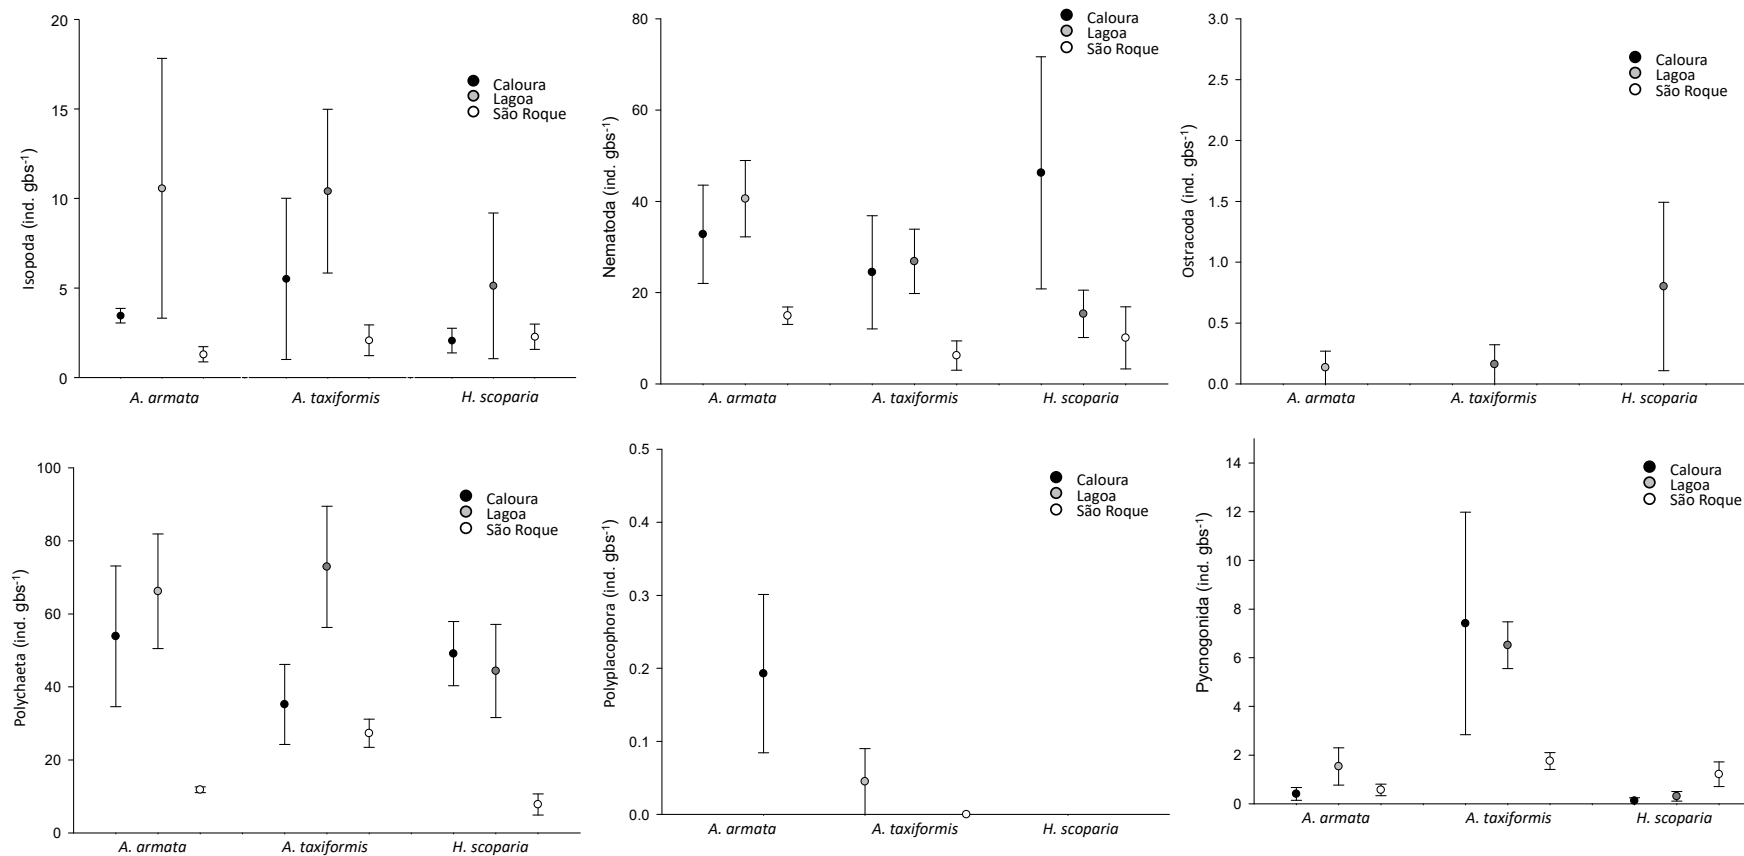 Isopoda (ind. gbs⁻¹)
20
15
10
5
0
Caloura
Lagoa
São Roque
A. armata
A. taxiformis
H. scoparia
Nematoda (ind. gbs⁻¹)
80
60
40
20
0
Caloura
Lagoa
São Roque
A. armata
A. taxiformis
H. scoparia
Ostracoda (ind. gbs⁻¹)
3.0
2.5
2.0
1.5
1.0
0.5
0.0
Caloura
Lagoa
São Roque
A. armata
A. taxiformis
H. scoparia
Polychaeta (ind. gbs⁻¹)
100
80
60
40
20
0
Caloura
Lagoa
São Roque
A. armata
A. taxiformis
H. scoparia
Polyplacophora (ind. gbs⁻¹)
0.5
0.4
0.3
0.2
0.1
0.0
Caloura
Lagoa
São Roque
A. armata
A. taxiformis
H. scoparia
Pycnogonida (ind. gbs⁻¹)
14
12
10
8
6
4
2
0
Caloura
Lagoa
São Roque
A. armata
A. taxiformis
H. scoparia